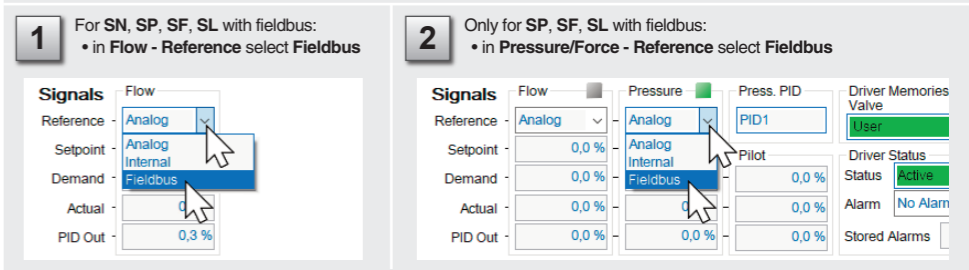 1
For SN, SP, SF, SL with fieldbus:
• in Flow - Reference select Fieldbus
Signals
Flow
Reference
Analog
Setpoint
Analog
Internal
Demand
Fieldbus
Actual
PID Out
0,3 %
2
Only for SP, SF, SL with fieldbus:
• in Pressure/Force - Reference select Fieldbus
Signals
Flow
Pressure
Press. PID
Driver Memories
Valve
Reference
Analog
Analog
PID1
User
Setpoint
0,0 %
Analog
Internal
Pilot
Driver Status
Demand
0,0 %
Fieldbus
0,0 %
Status
Active
Actual
0,0 %
0,0 %
Alarm
No Alarm
PID Out
0,0 %
0,0 %
0,0 %
Stored Alarms